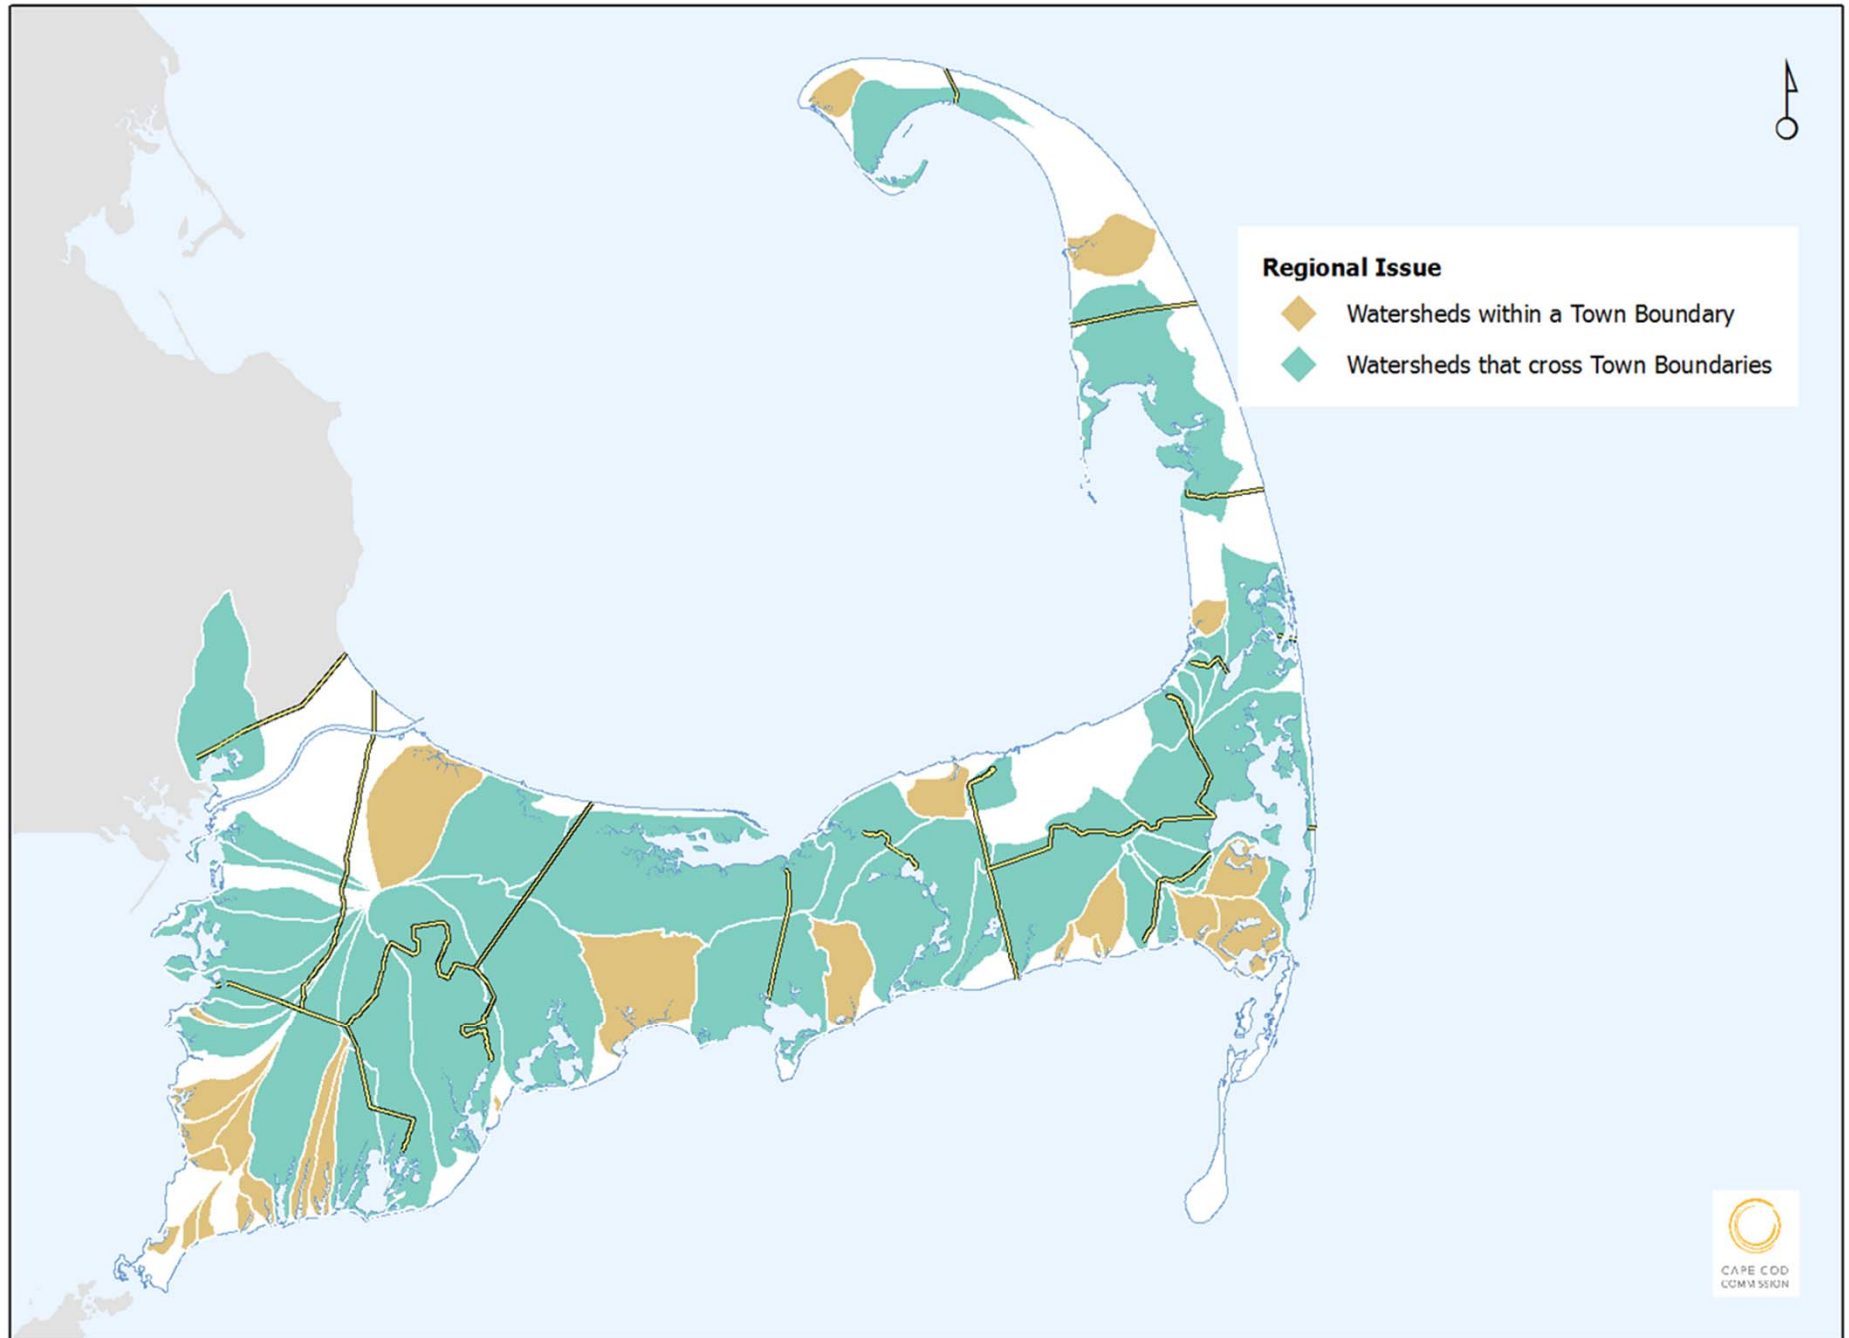 Regional Issue
Watersheds within a Town Boundary
Watersheds that cross Town Boundaries
CAPE COD
COMMISSION